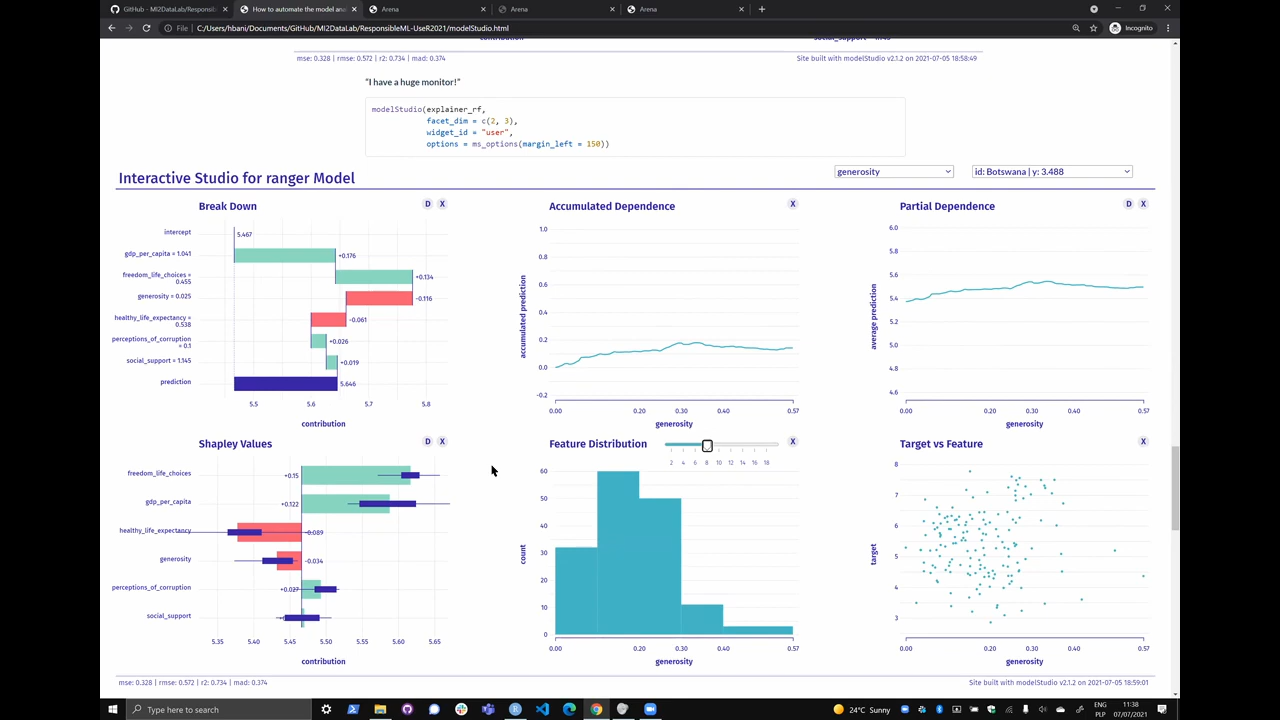 GitHub - MI2DataLab/Responsible
How to automate the model anal
Arena
Arena
Arena
File
C:/Users/hbani/Documents/GitHub/MI2DataLab/ResponsibleML-UseR2021/modelStudio.html
Incognito
contribution
mse: 0.328 | rmse: 0.572 | r2: 0.734 | mad: 0.374
Site built with modelStudio v2.1.2 on 2021-07-05 18:58:49
"I have a huge monitor!"
modelStudio(explainer_rf,
facet_dim = c(2, 3),
widget_id = "user",
options = ms_options(margin_left = 150))
Interactive Studio for ranger Model
generosity
id: Botswana | y: 3.488
Break Down
D
X
intercept
5.467
gdp_per_capita = 1.041
+0.176
freedom_life_choices =
0.455
+0.134
generosity = 0.025
-0.116
healthy_life_expectancy =
0.538
-0.061
perceptions_of_corruption
= 0.1
+0.026
social_support = 1.145
+0.019
prediction
5.646
5.5
5.6
5.7
5.8
contribution
Accumulated Dependence
X
1.0
0.8
0.6
0.4
0.2
0.0
-0.2
accumulated prediction
0.00
0.20
0.30
0.40
0.57
generosity
Partial Dependence
D
X
6.0
5.8
5.6
5.4
5.2
5.0
4.8
4.6
average prediction
0.00
0.20
0.30
0.40
0.57
generosity
Shapley Values
D
X
freedom_life_choices
+0.15
gdp_per_capita
+0.122
healthy_life_expectancy
-0.089
generosity
-0.034
perceptions_of_corruption
+0.027
social_support
5.35
5.40
5.45
5.50
5.55
5.60
5.65
contribution
Feature Distribution
2 4 6 8 10 12 14 16 18
X
60
50
40
30
20
10
0
count
0.00
0.20
0.30
0.40
0.57
generosity
Target vs Feature
X
8
7
6
5
4
3
target
0.00
0.20
0.30
0.40
0.57
generosity
mse: 0.328 | rmse: 0.572 | r2: 0.734 | mad: 0.374
Site built with modelStudio v2.1.2 on 2021-07-05 18:59:01
Type here to search
24°C Sunny
ENG
PLP
11:38
07/07/2021